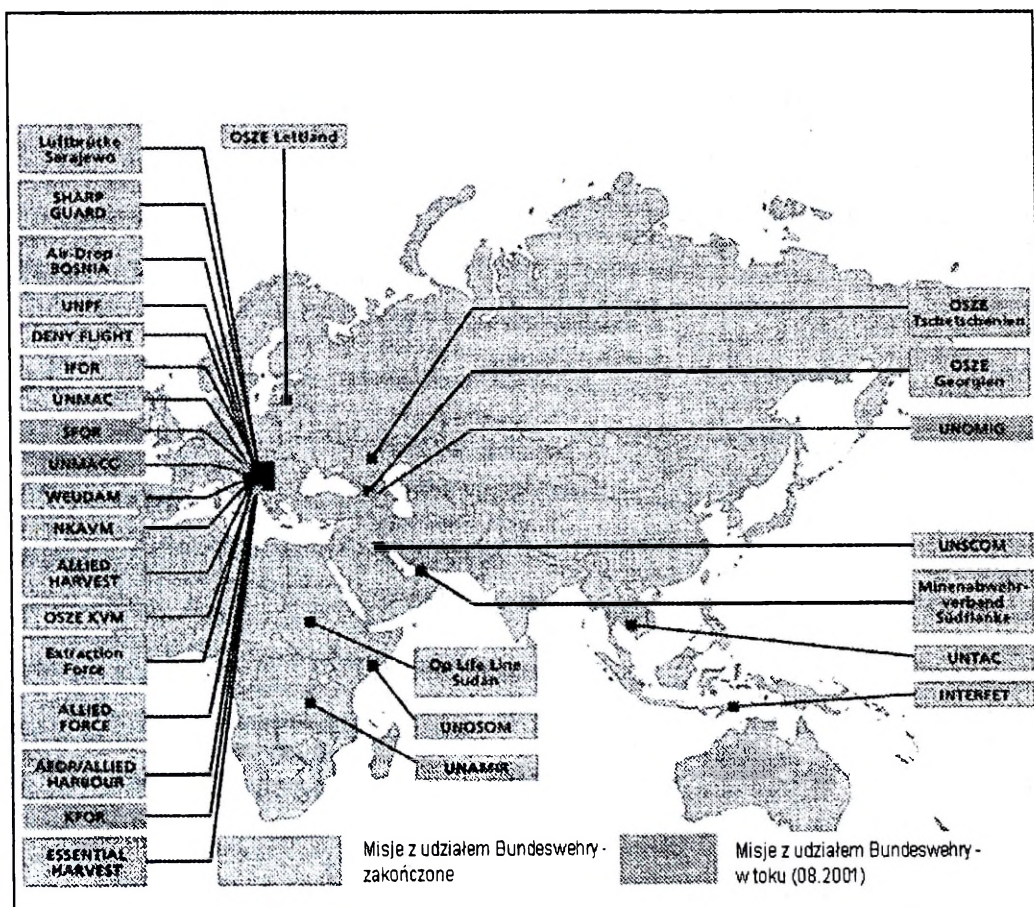 Luftbrücke
Sarajewo
SHARP
GUARD
Air-Drop
BOSNIA
UNPF
DENY FLIGHT
IFOR
UNMAC
SFOR
UNMACC
WEUDAM
NKAVM
ALLIED
HARVEST
OSZE KVM
Extraction
Force
ALLIED
FORCE
AFOR/ALLIED
HARBOUR
KFOR
ESSENTIAL
HARVEST
OSZE Lettland
OSZE
Tschetschenien
OSZE
Georgien
UNOMIG
UNSCOM
Minenabwehr-
verband
Südflanke
UNTAC
INTERFET
Op Life Line
Sudan
UNOSOM
UNAMIR
Misje z udziałem Bundeswehry -
zakończone
Misje z udziałem Bundeswehry -
w toku (08.2001)